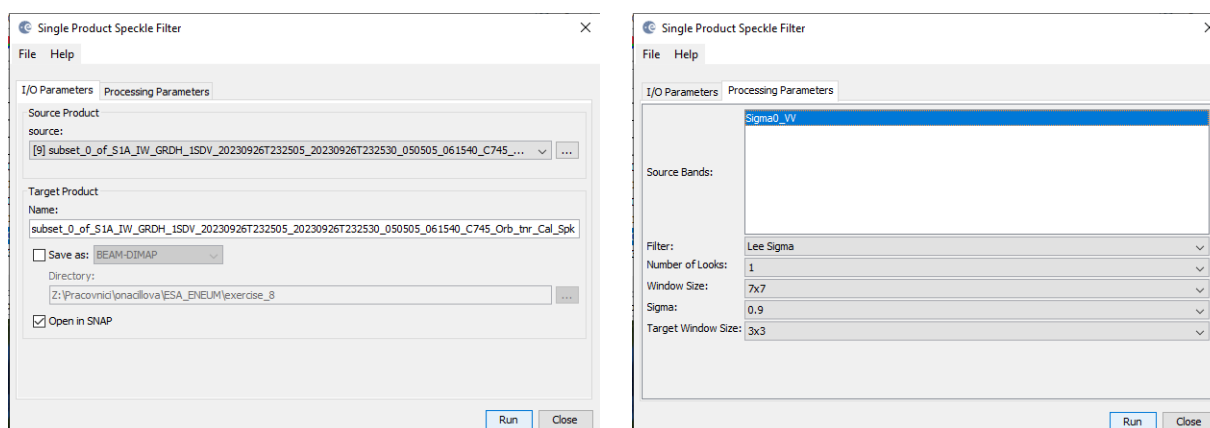 Single Product Speckle Filter
File Help
I/O Parameters Processing Parameters
Source Product
source:
[9] subset_0_of_S1A_IW_GRDH_1SDV_20230926T232505_20230926T232530_050505_061540_C745_... ...
Target Product
Name:
subset_0_of_S1A_IW_GRDH_1SDV_20230926T232505_20230926T232530_050505_061540_C745_Orb_tnr_Cal_Spk
Save as: BEAM-DIMAP
Directory:
Z:\Pracovnici\onacillova\ESA_ENEUM\exercise_8 ...
Open in SNAP
Run Close
Single Product Speckle Filter
File Help
I/O Parameters Processing Parameters
Source Bands: Sigma0_VV
Filter: Lee Sigma
Number of Looks: 1
Window Size: 7x7
Sigma: 0.9
Target Window Size: 3x3
Run Close